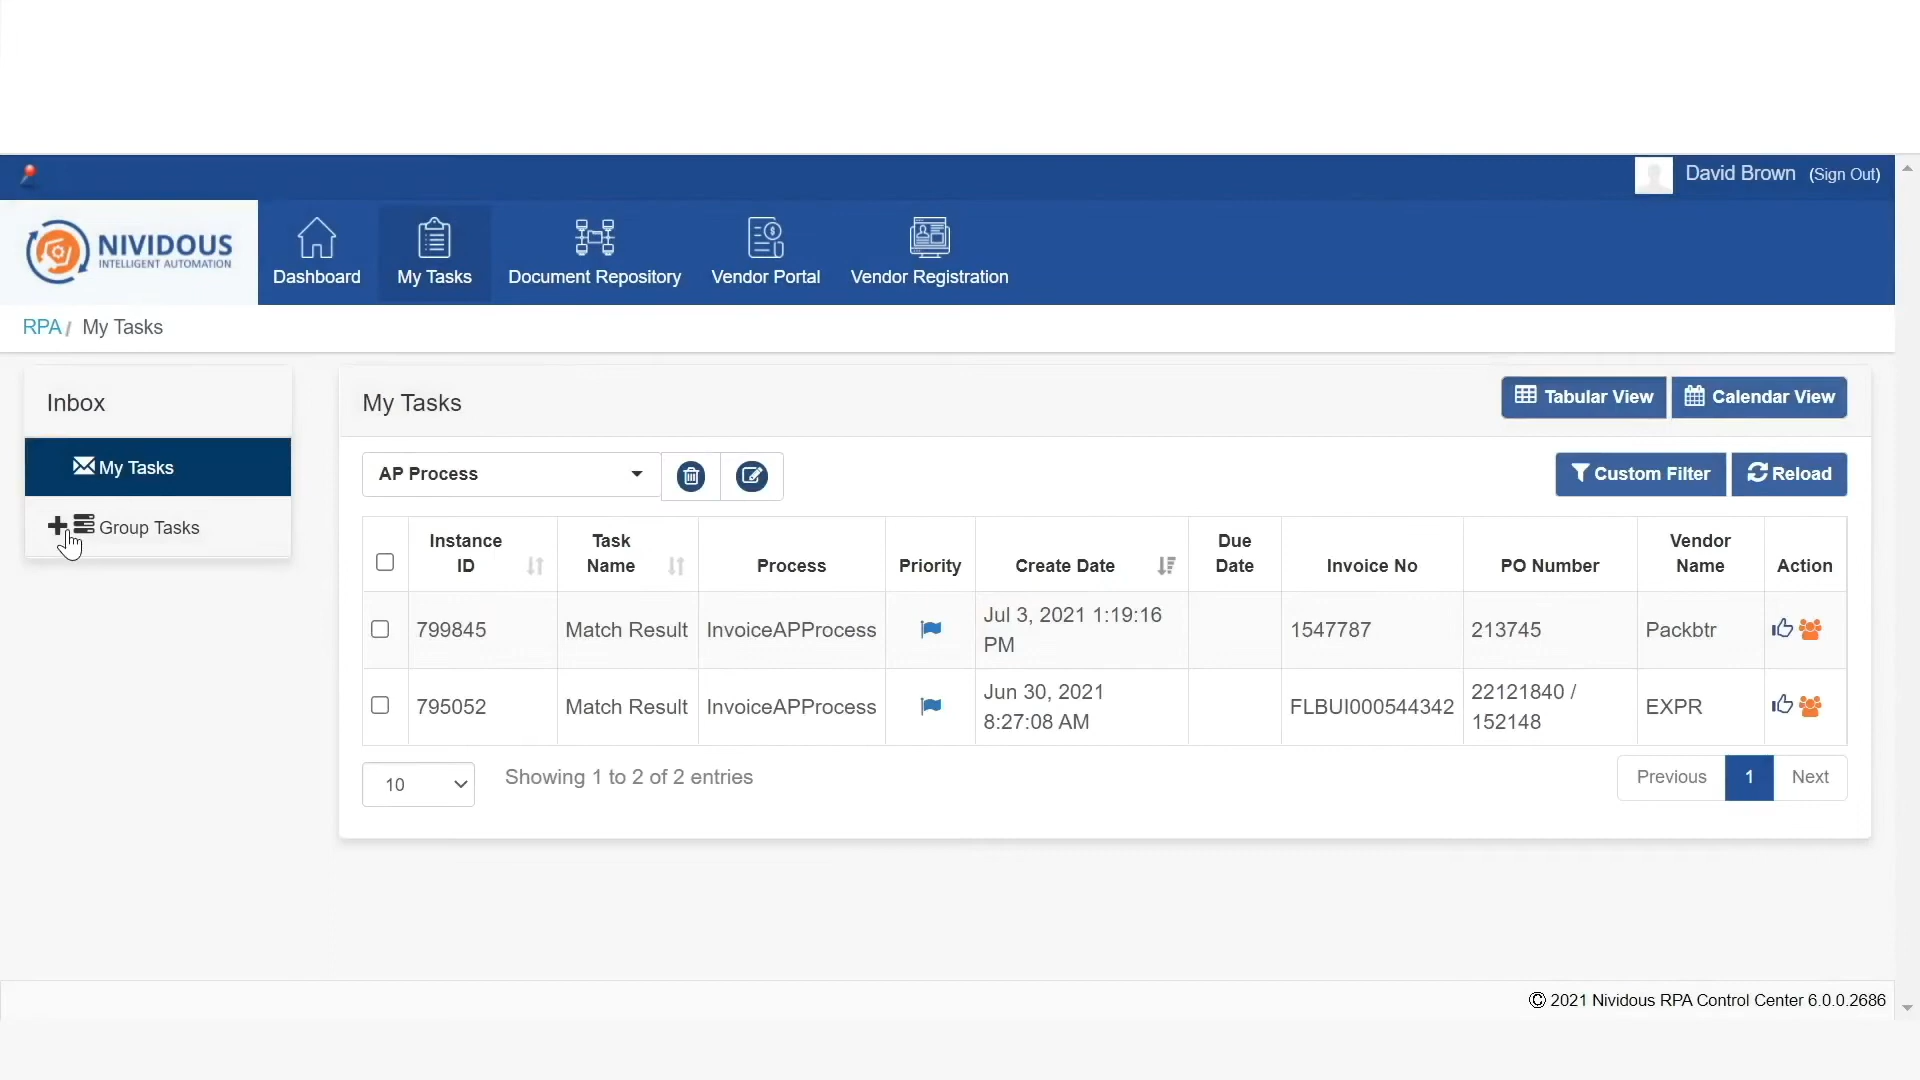 David Brown (Sign Out)
NIVIDOUS
INTELLIGENT AUTOMATION
Dashboard
My Tasks
Document Repository
Vendor Portal
Vendor Registration
RPA / My Tasks
Inbox
My Tasks
Group Tasks
My Tasks
Tabular View
Calendar View
AP Process
Custom Filter
Reload
Instance ID
Task Name
Process
Priority
Create Date
Due Date
Invoice No
PO Number
Vendor Name
Action
799845
Match Result
InvoiceAPProcess
Jul 3, 2021 1:19:16
PM
1547787
213745
Packbtr
795052
Match Result
InvoiceAPProcess
Jun 30, 2021
8:27:08 AM
FLBUI000544342
22121840 /
152148
EXPR
10
Showing 1 to 2 of 2 entries
Previous 1 Next
© 2021 Nividous RPA Control Center 6.0.0.2686